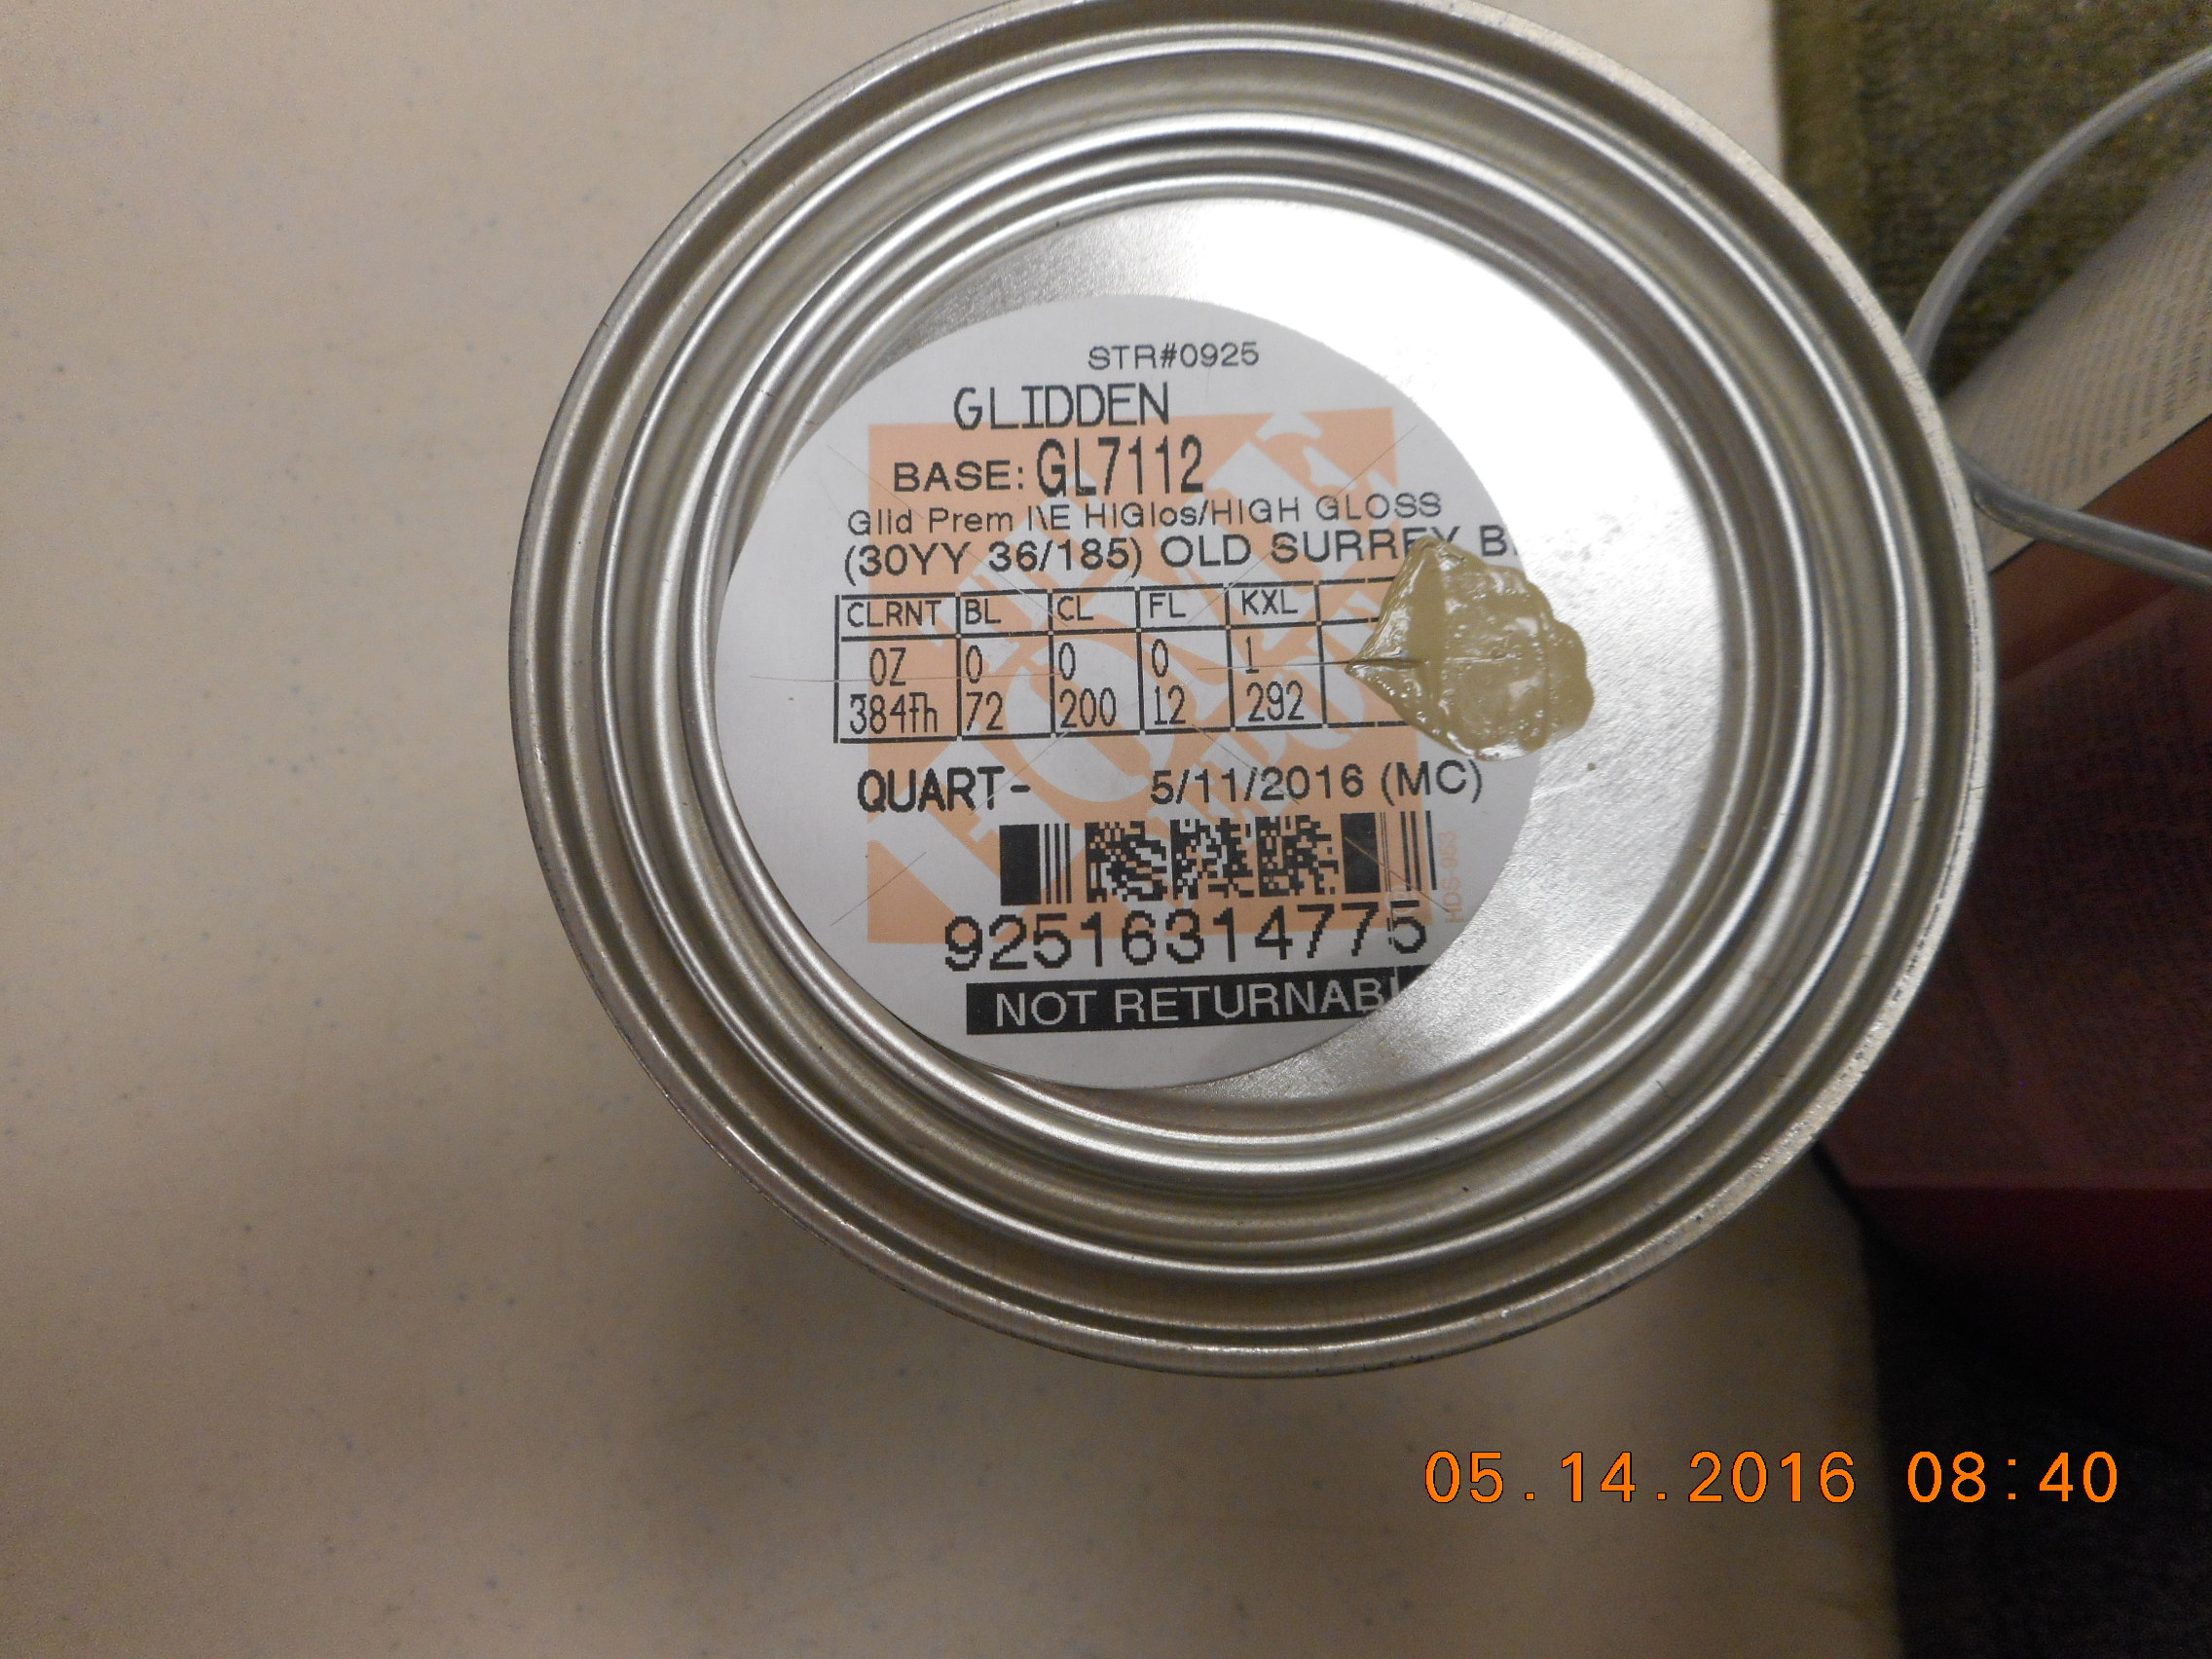 STR#0925
GLIDDEN
BASE: GL7112
Glid Prem I\E HiGlos/HIGH GLOSS
(30YY 36/185) OLD SURREY
CLRNT BL CL FL KXL
OZ 0 0 0 1
384th 72 200 12 292
QUART- 5/11/2016 (MC)
92516314775
NOT RETURNABL
05.14.2016 08:40